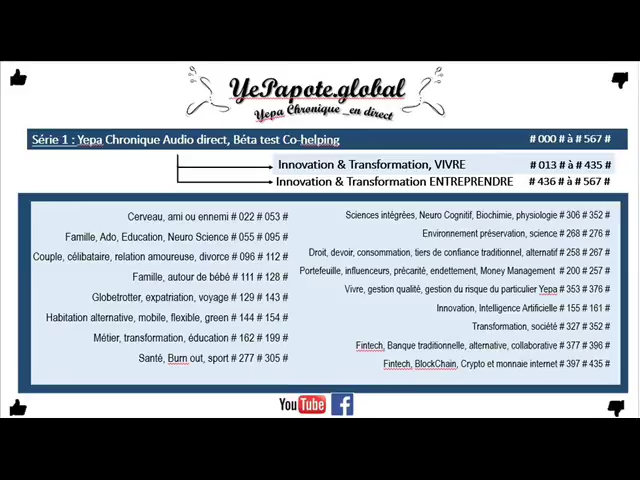 YePapote.global
Yepa Chronique _en direct
Série 1 : Yepa Chronique Audio direct, Béta test Co-helping # 000 # à # 567 #
Innovation & Transformation, VIVRE # 013 # à # 435 #
Innovation & Transformation ENTREPRENDRE # 436 # à # 567 #
Cerveau, ami ou ennemi # 022 # 053 #
Famille, Ado, Education, Neuro Science # 055 # 095 #
Couple, célibataire, relation amoureuse, divorce # 096 # 112 #
Famille, autour de bébé # 111 # 128 #
Globetrotter, expatriation, voyage # 129 # 143 #
Habitation alternative, mobile, flexible, green # 144 # 154 #
Métier, transformation, éducation # 162 # 199 #
Santé, Burn out, sport # 277 # 305 #
Sciences intégrées, Neuro Cognitif, Biochimie, physiologie # 306 # 352 #
Environnement préservation, science # 268 # 276 #
Droit, devoir, consommation, tiers de confiance traditionnel, alternatif # 258 # 267 #
Portefeuille, influenceurs, précarité, endettement, Money Management # 200 # 257 #
Vivre, gestion qualité, gestion du risque du particulier Yepa # 353 # 376 #
Innovation, Intelligence Artificielle # 155 # 161 #
Transformation, société # 327 # 352 #
Fintech, Banque traditionnelle, alternative, collaborative # 377 # 396 #
Fintech, BlockChain, Crypto et monnaie internet # 397 # 435 #
YouTube f